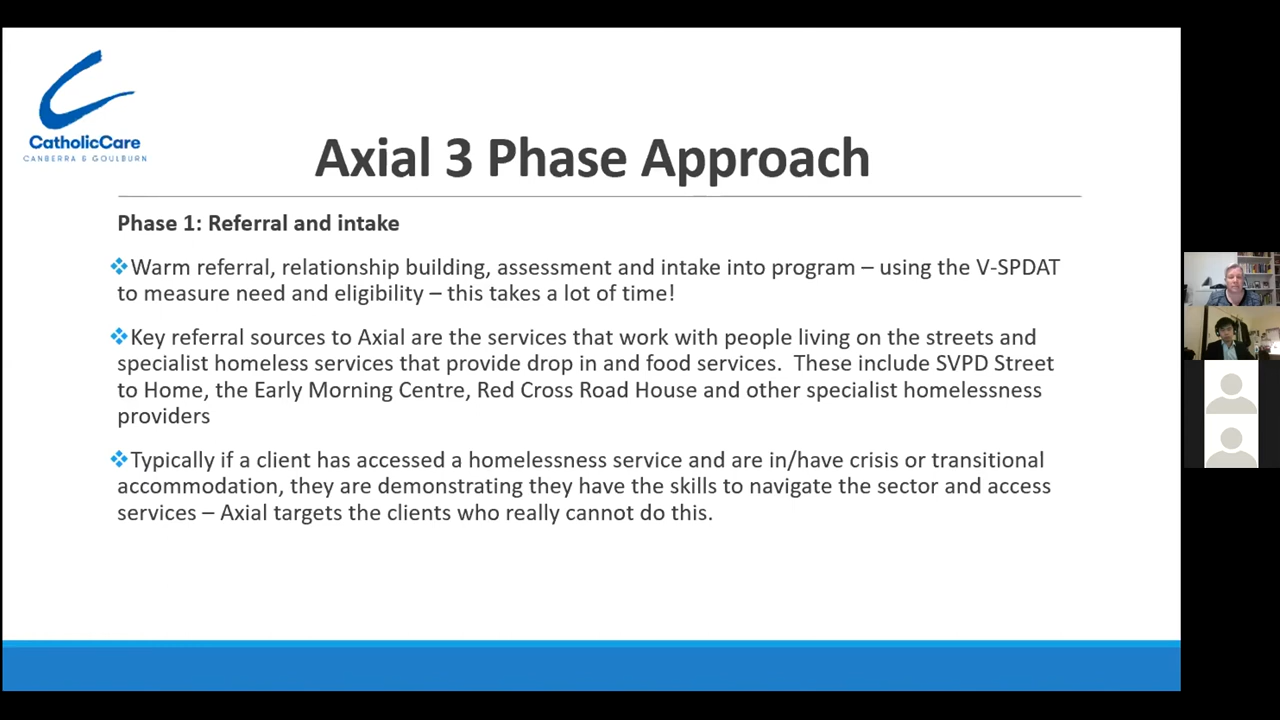 CatholicCare
CANBERRA & GOULBURN
Axial 3 Phase Approach
Phase 1: Referral and intake
❖Warm referral, relationship building, assessment and intake into program – using the V-SPDAT
to measure need and eligibility – this takes a lot of time!
❖Key referral sources to Axial are the services that work with people living on the streets and
specialist homeless services that provide drop in and food services.  These include SVPD Street
to Home, the Early Morning Centre, Red Cross Road House and other specialist homelessness
providers
❖Typically if a client has accessed a homelessness service and are in/have crisis or transitional
accommodation, they are demonstrating they have the skills to navigate the sector and access
services – Axial targets the clients who really cannot do this.